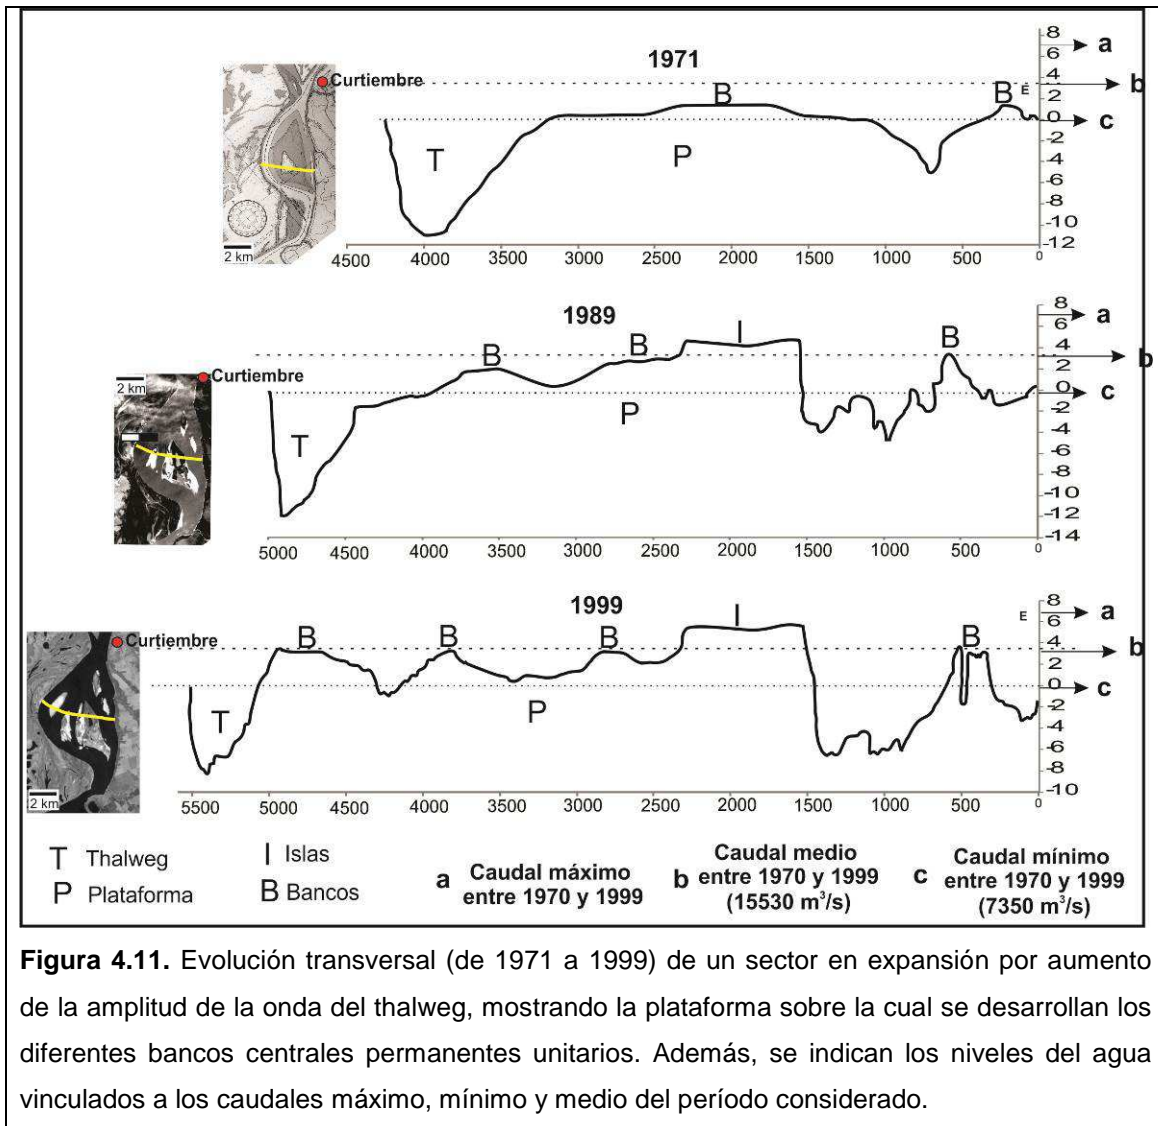 1971
Curtiembre
2 km
B
B
E
T
P
8
6
4
2
0
-2
-4
-6
-8
-10
-12
a
b
c
4500 4000 3500 3000 2500 2000 1500 1000 500 0
1989
Curtiembre
2 km
B
B
I
B
T
P
8
6
4
2
0
-2
-4
-6
-8
-10
-12
-14
a
b
c
5000 4500 4000 3500 3000 2500 2000 1500 1000 500 0
1999
Curtiembre
2 km
B
B
B
I
E
B
T
P
8
6
4
2
0
-2
-4
-6
-8
-10
a
b
c
5500 5000 4500 4000 3500 3000 2500 2000 1500 1000 500 0
T Thalweg
P Plataforma
I Islas
B Bancos
a Caudal máximo
entre 1970 y 1999
b Caudal medio
entre 1970 y 1999
(15530 m³/s)
c Caudal mínimo
entre 1970 y 1999
(7350 m³/s)
Figura 4.11. Evolución transversal (de 1971 a 1999) de un sector en expansión por aumento
de la amplitud de la onda del thalweg, mostrando la plataforma sobre la cual se desarrollan los
diferentes bancos centrales permanentes unitarios. Además, se indican los niveles del agua
vinculados a los caudales máximo, mínimo y medio del período considerado.